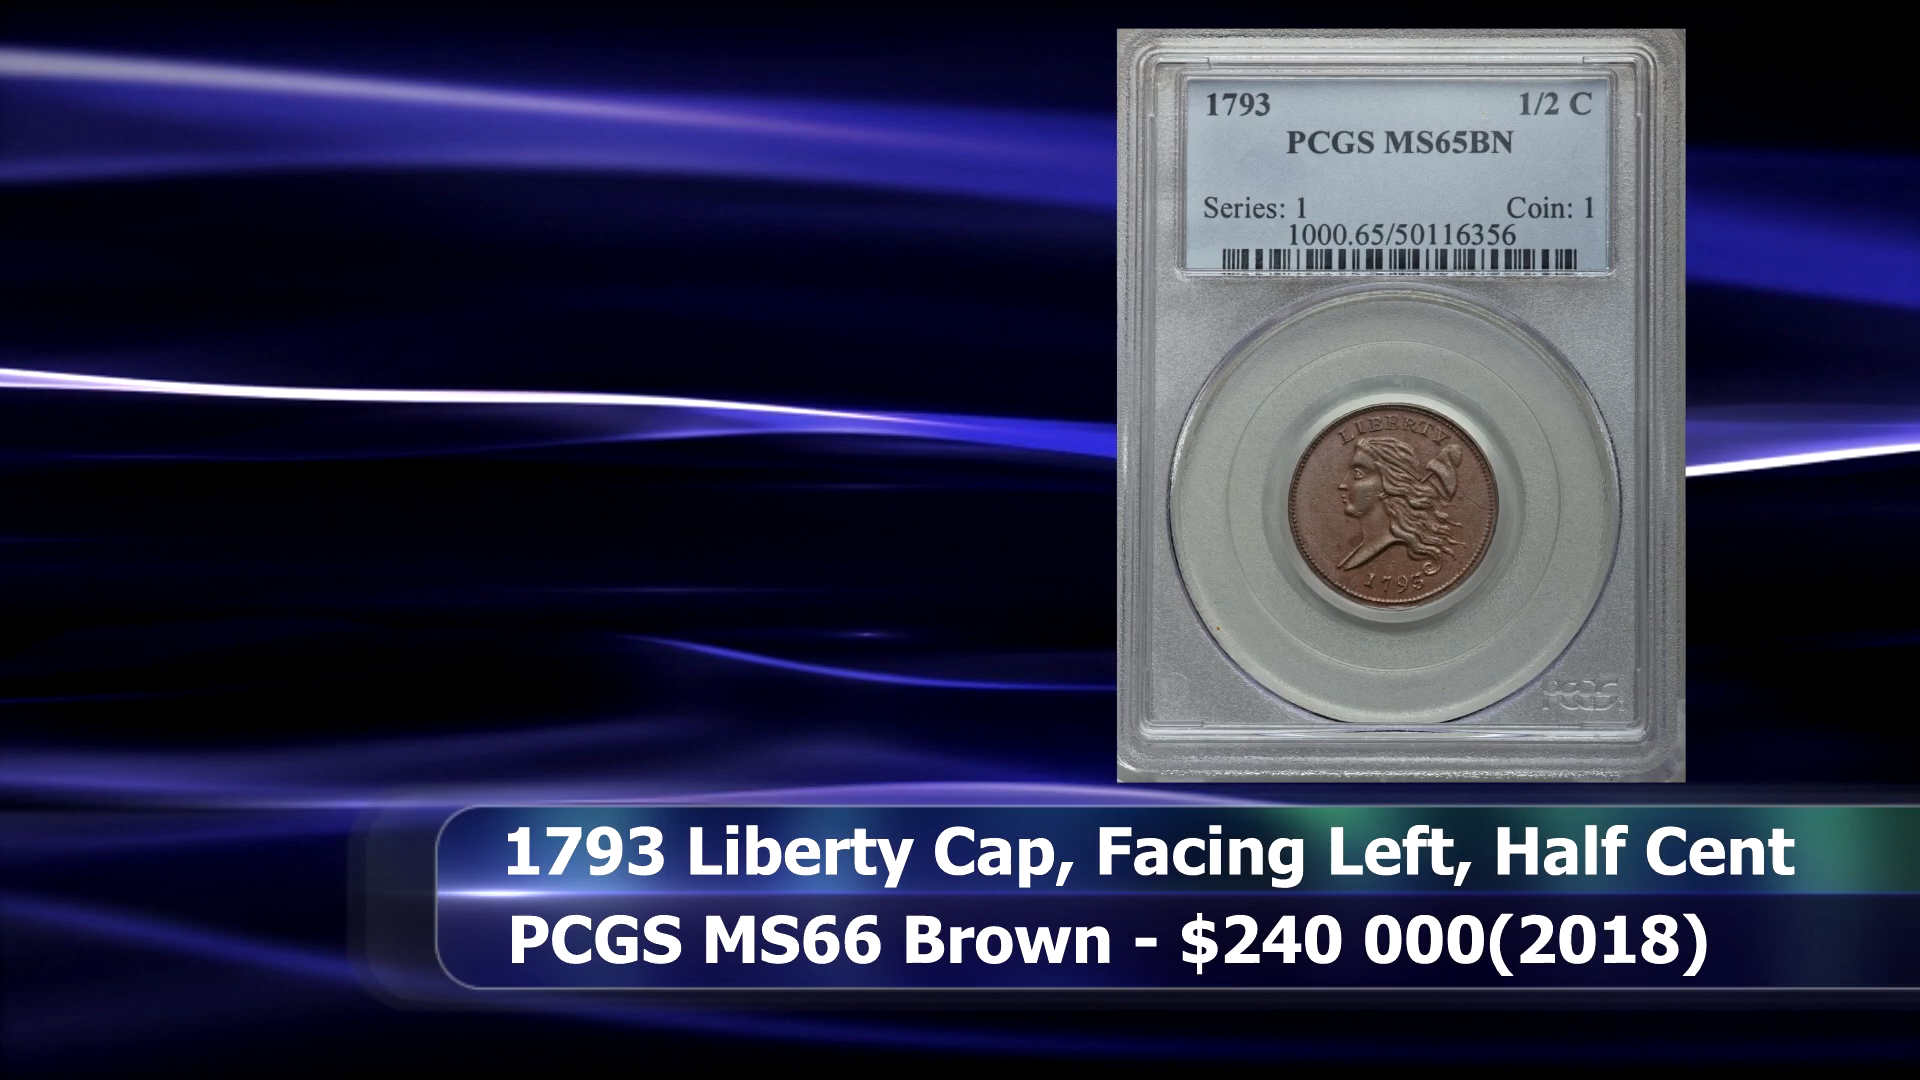 1793 1/2 C
PCGS MS65BN
Series: 1 Coin: 1
1000.65/50116356
LIBERTY
1793
PCGS
1793 Liberty Cap, Facing Left, Half Cent
PCGS MS66 Brown - $240 000(2018)